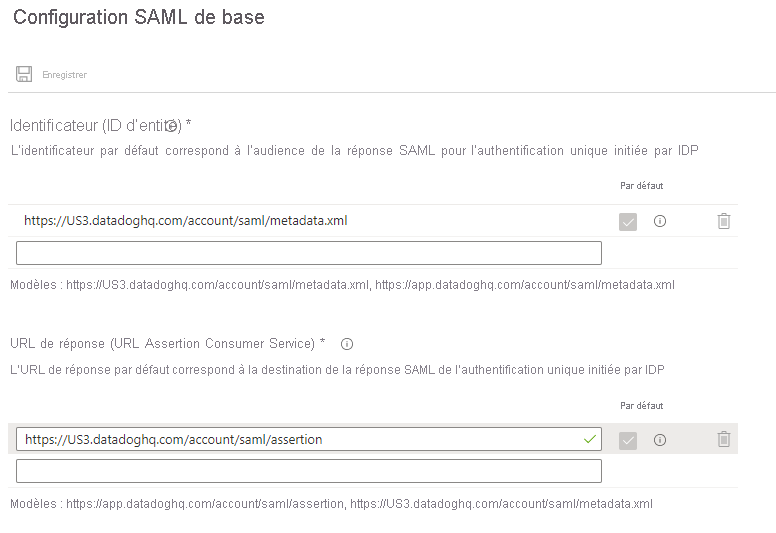 Configuration SAML de base
Enregistrer
Identificateur (ID d'entité) *
L'identificateur par défaut correspond à l'audience de la réponse SAML pour l'authentification unique initiée par IDP
Par défaut
https://US3.datadoghq.com/account/saml/metadata.xml
Modèles : https://US3.datadoghq.com/account/saml/metadata.xml, https://app.datadoghq.com/account/saml/metadata.xml
URL de réponse (URL Assertion Consumer Service) *
L'URL de réponse par défaut correspond à la destination de la réponse SAML de l'authentification unique initiée par IDP
Par défaut
https://US3.datadoghq.com/account/saml/assertion
Modèles : https://app.datadoghq.com/account/saml/assertion, https://US3.datadoghq.com/account/saml/metadata.xml